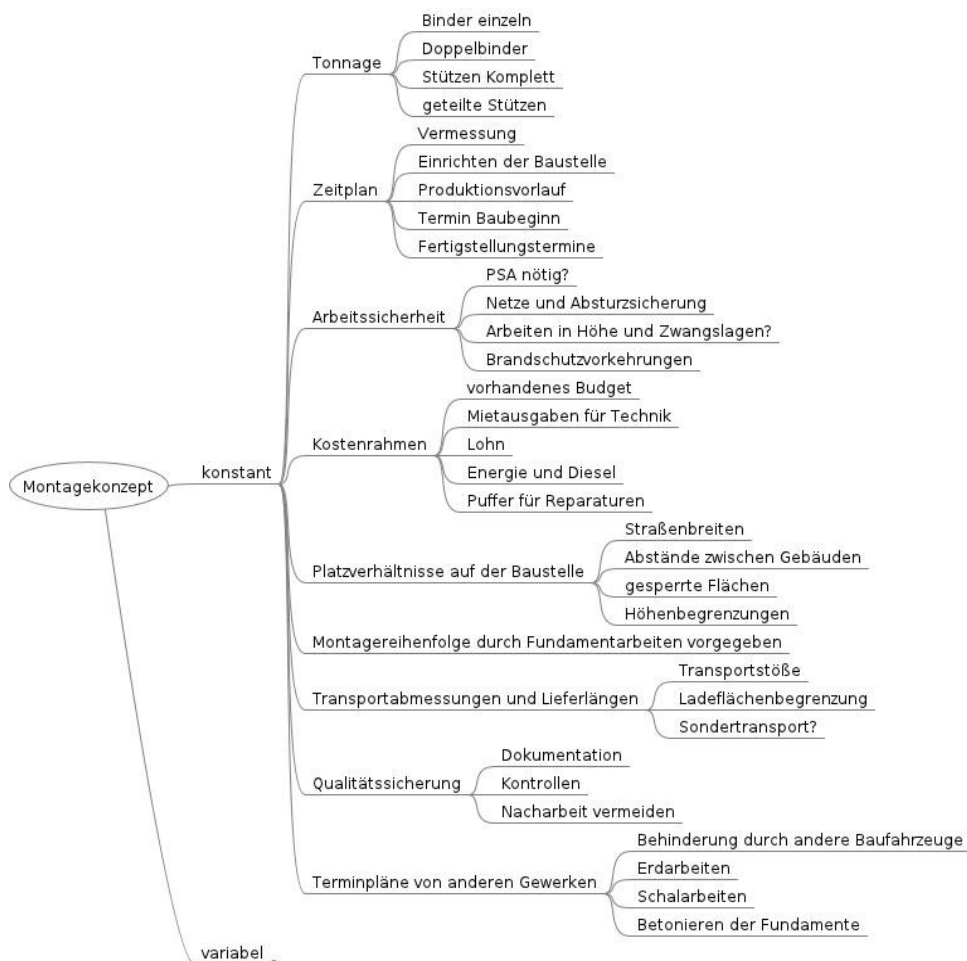 Binder einzeln
Doppelbinder
Tonnage
Stützen Komplett
geteilte Stützen
Vermessung
Einrichten der Baustelle
Zeitplan
Produktionsvorlauf
Termin Baubeginn
Fertigstellungstermine
PSA nötig?
Netze und Absturzsicherung
Arbeitssicherheit
Arbeiten in Höhe und Zwangslagen?
Brandschutzvorkehrungen
vorhandenes Budget
Mietausgaben für Technik
Kostenrahmen
Lohn
Energie und Diesel
Puffer für Reparaturen
Montagekonzept
konstant
Straßenbreiten
Abstände zwischen Gebäuden
Platzverhältnisse auf der Baustelle
gesperrte Flächen
Höhenbegrenzungen
Montagereihenfolge durch Fundamentarbeiten vorgegeben
Transportstöße
Transportabmessungen und Lieferlängen
Ladeflächenbegrenzung
Sondertransport?
Dokumentation
Qualitätssicherung
Kontrollen
Nacharbeit vermeiden
Behinderung durch andere Baufahrzeuge
Erdarbeiten
Terminpläne von anderen Gewerken
Schalarbeiten
Betonieren der Fundamente
variabel